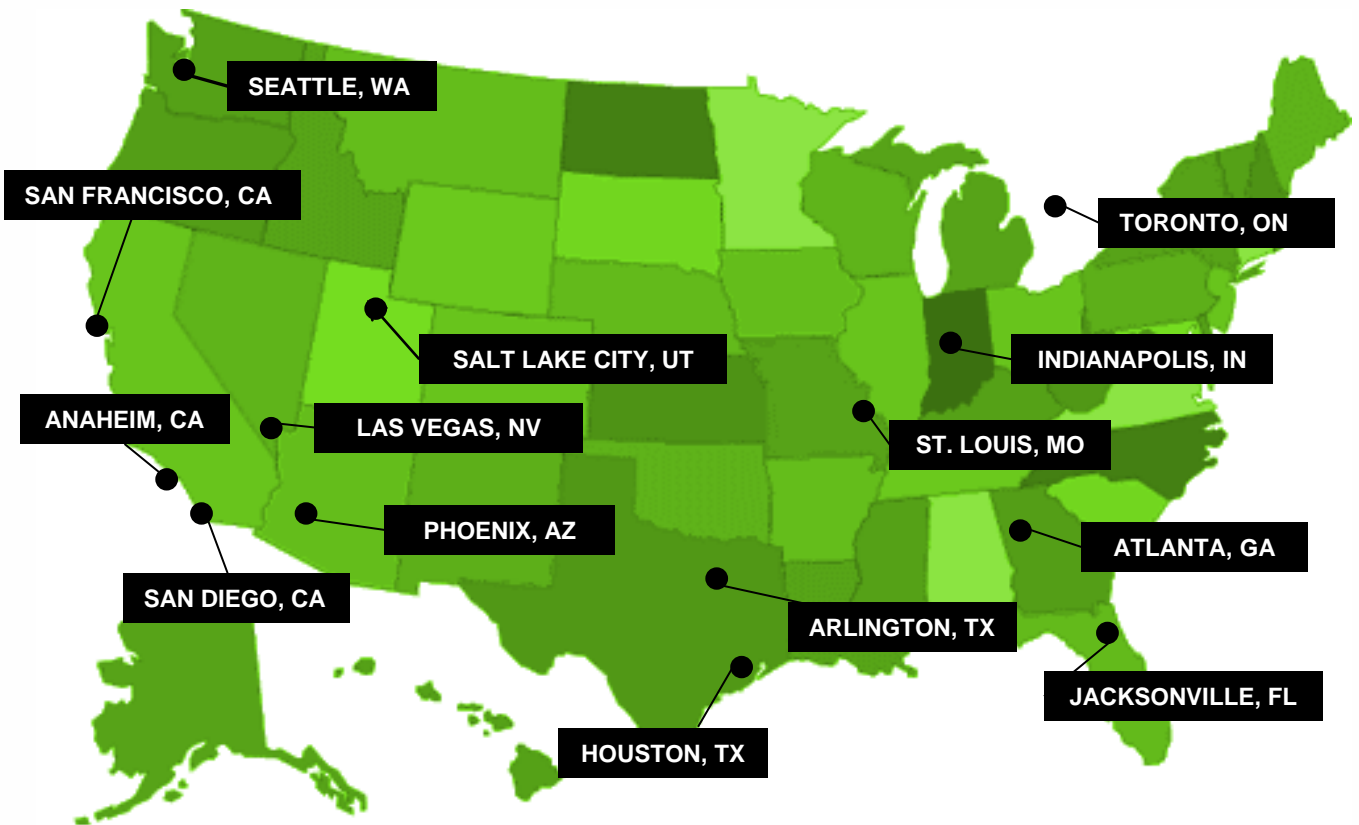 SEATTLE, WA
SAN FRANCISCO, CA
TORONTO, ON
SALT LAKE CITY, UT
INDIANAPOLIS, IN
ANAHEIM, CA
LAS VEGAS, NV
ST. LOUIS, MO
PHOENIX, AZ
ATLANTA, GA
SAN DIEGO, CA
ARLINGTON, TX
JACKSONVILLE, FL
HOUSTON, TX